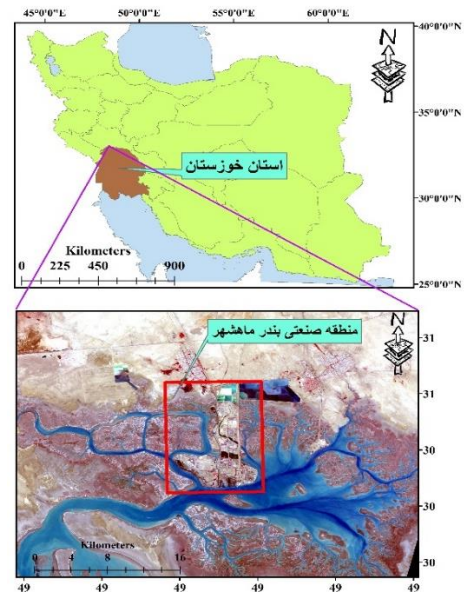 45°0'0"E 50°0'0"E 55°0'0"E 60°0'0"E
40°0'0"N
N
35°0'0"N
استان خوزستان
30°0'0"N
Kilometers
0 225 450 900
25°0'0"N
منطقه صنعتی بندر ماهشهر
N
31
31
30
30
30
Kilometers
0 4 8 16
49 49 49 49 49 49